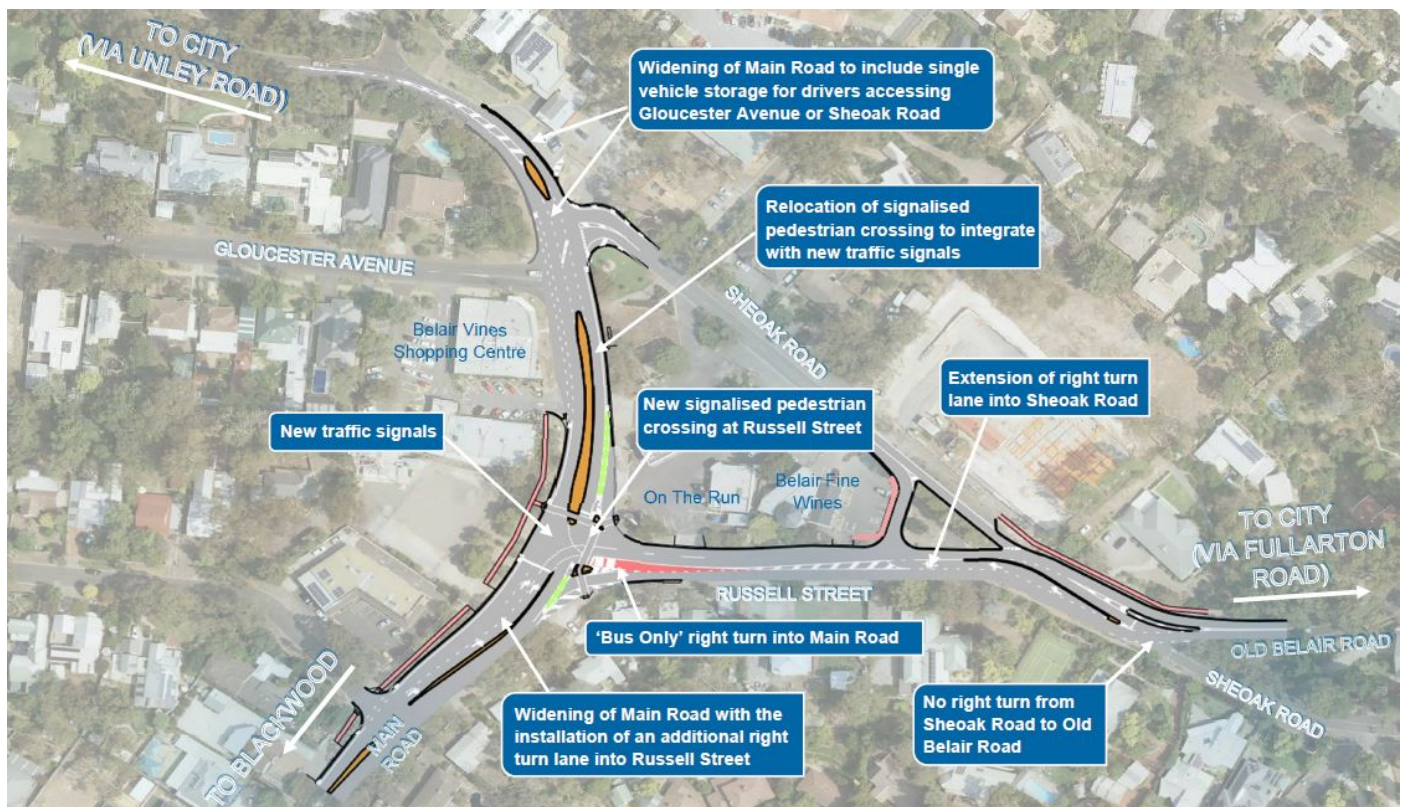 TO CITY
(VIA UNLEY ROAD)
Widening of Main Road to include single
vehicle storage for drivers accessing
Gloucester Avenue or Sheoak Road
Relocation of signalised
pedestrian crossing to integrate
with new traffic signals
GLOUCESTER AVENUE
SHEOAK ROAD
Belair Vines
Shopping Centre
Extension of right turn
lane into Sheoak Road
New signalised pedestrian
crossing at Russell Street
New traffic signals
On The Run
Belair Fine
Wines
TO CITY
(VIA FULLARTON
ROAD)
RUSSELL STREET
'Bus Only' right turn into Main Road
OLD BELAIR ROAD
SHEOAK ROAD
TO BLACKWOOD
MAIN
ROAD
Widening of Main Road with the
installation of an additional right
turn lane into Russell Street
No right turn from
Sheoak Road to Old
Belair Road